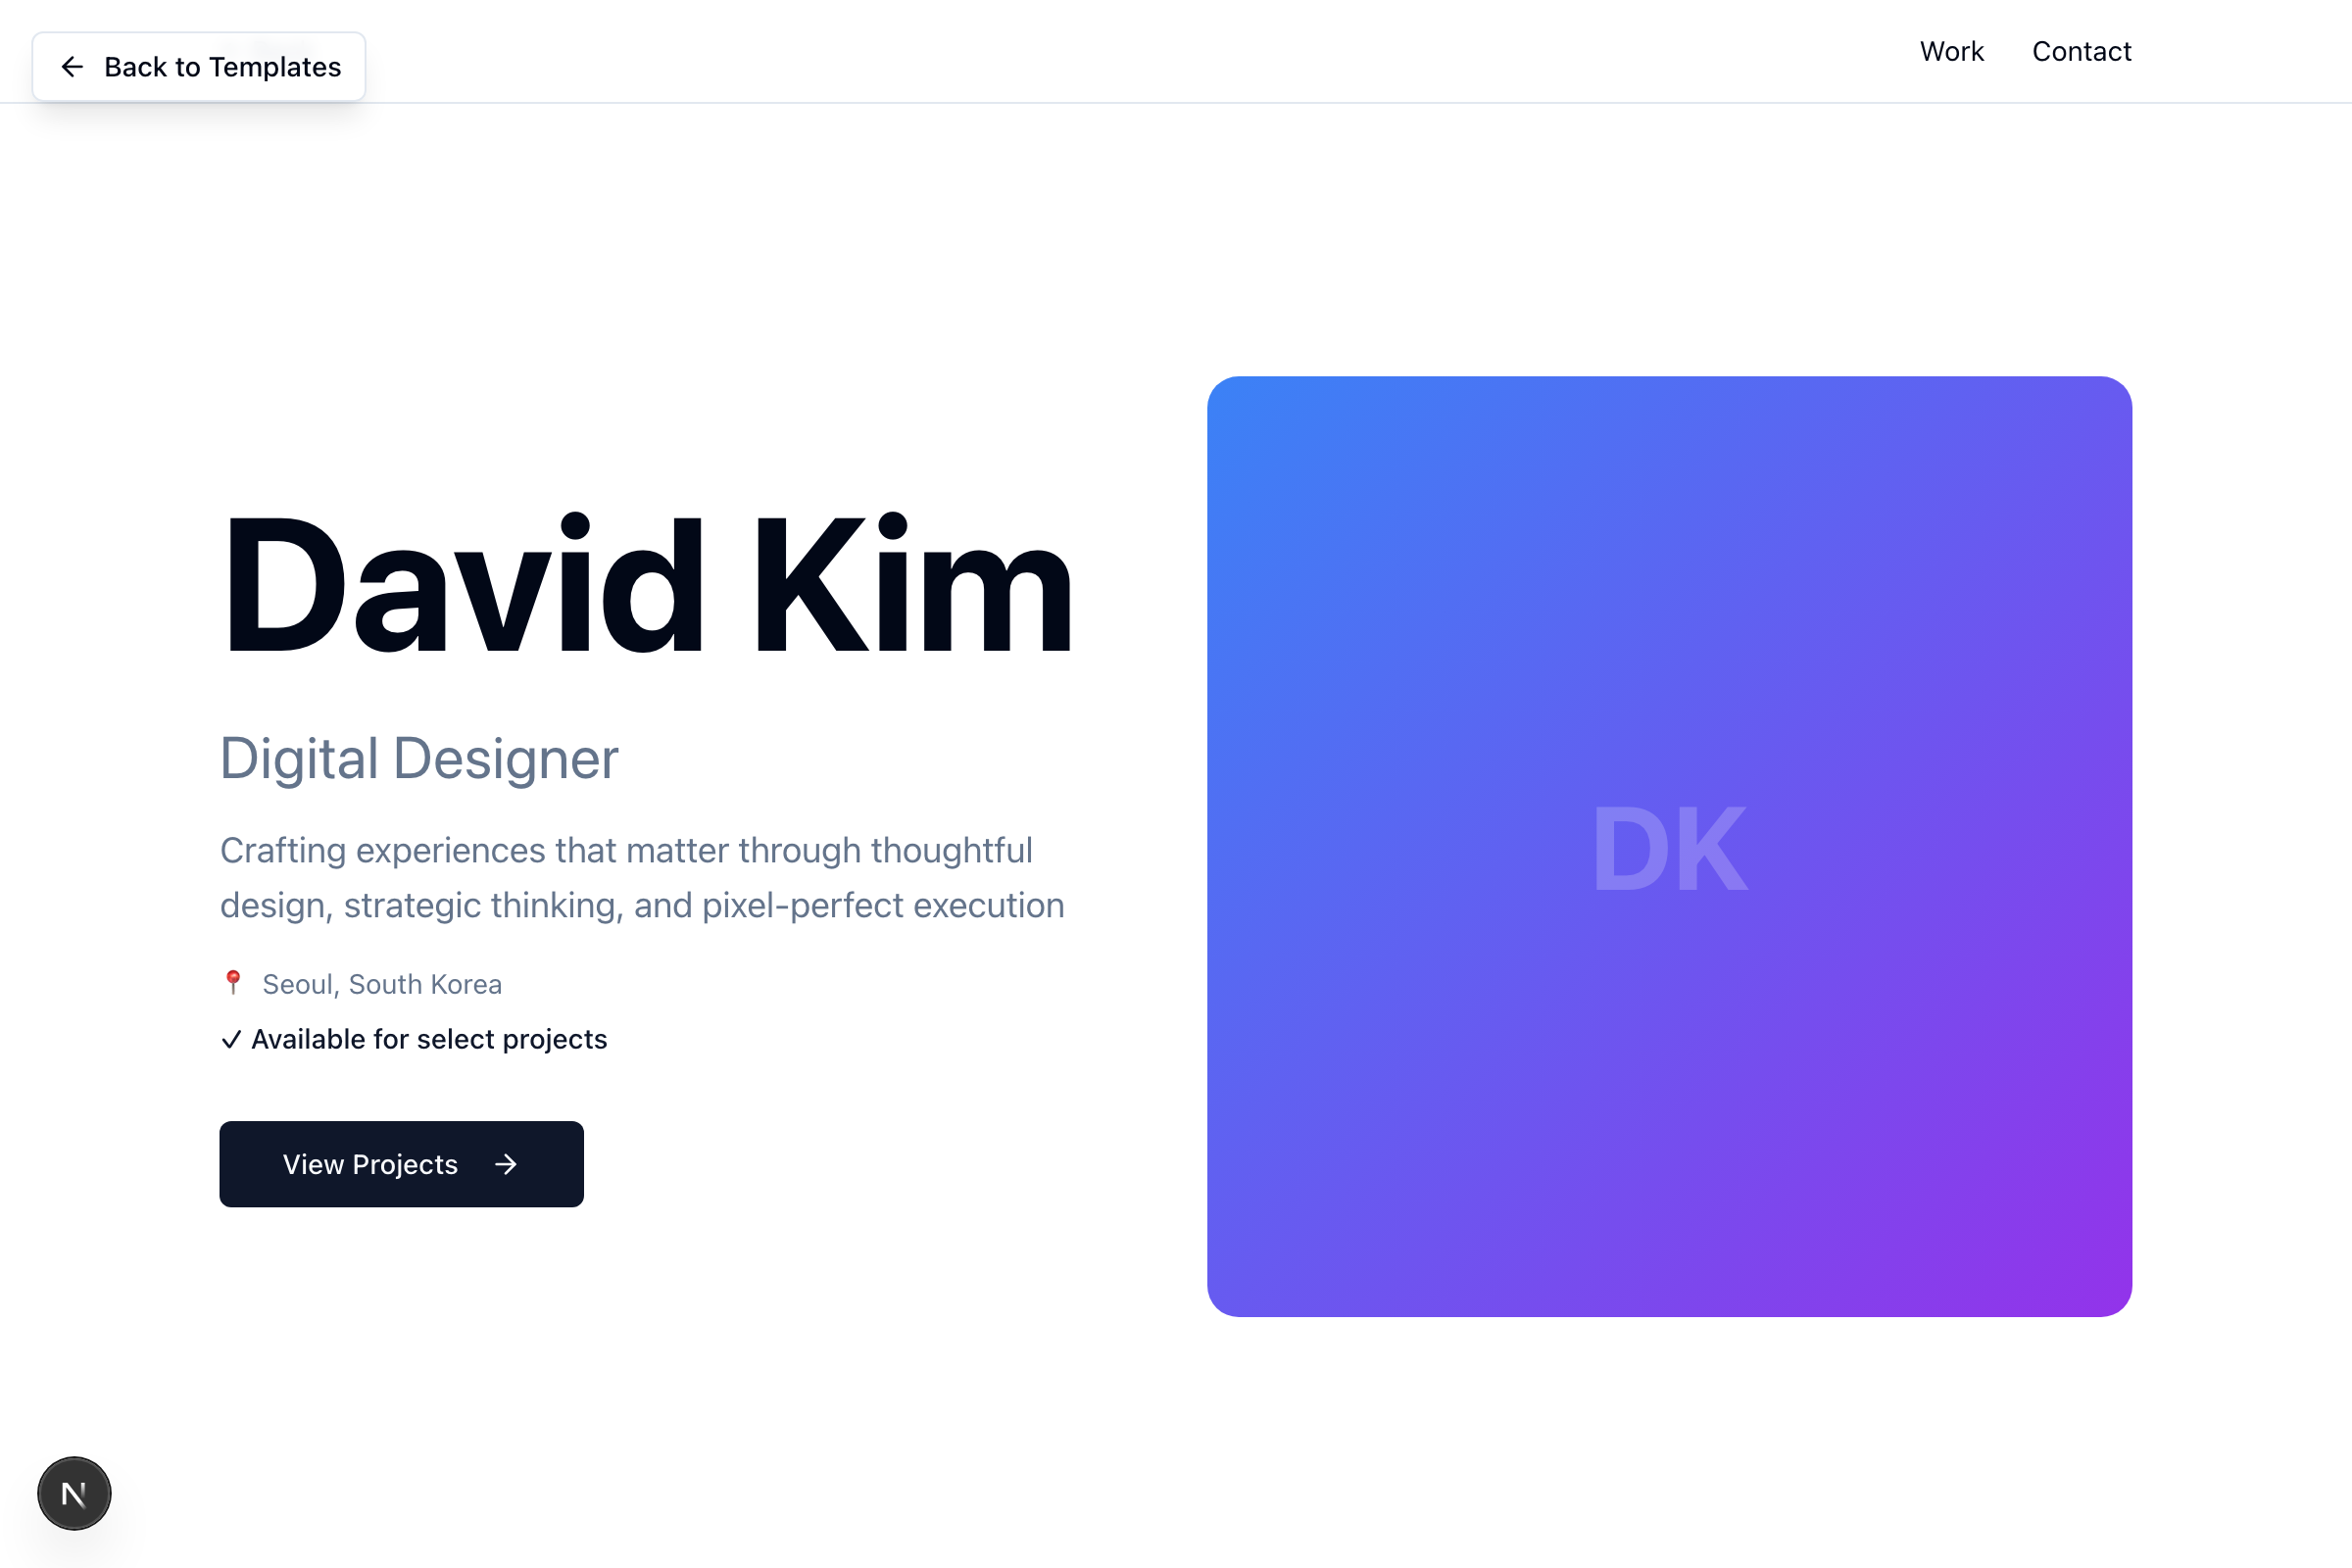 Back to Templates
Work
Contact
David Kim
Digital Designer
Crafting experiences that matter through thoughtful
design, strategic thinking, and pixel-perfect execution
📍 Seoul, South Korea
✓ Available for select projects
View Projects →
DK
N